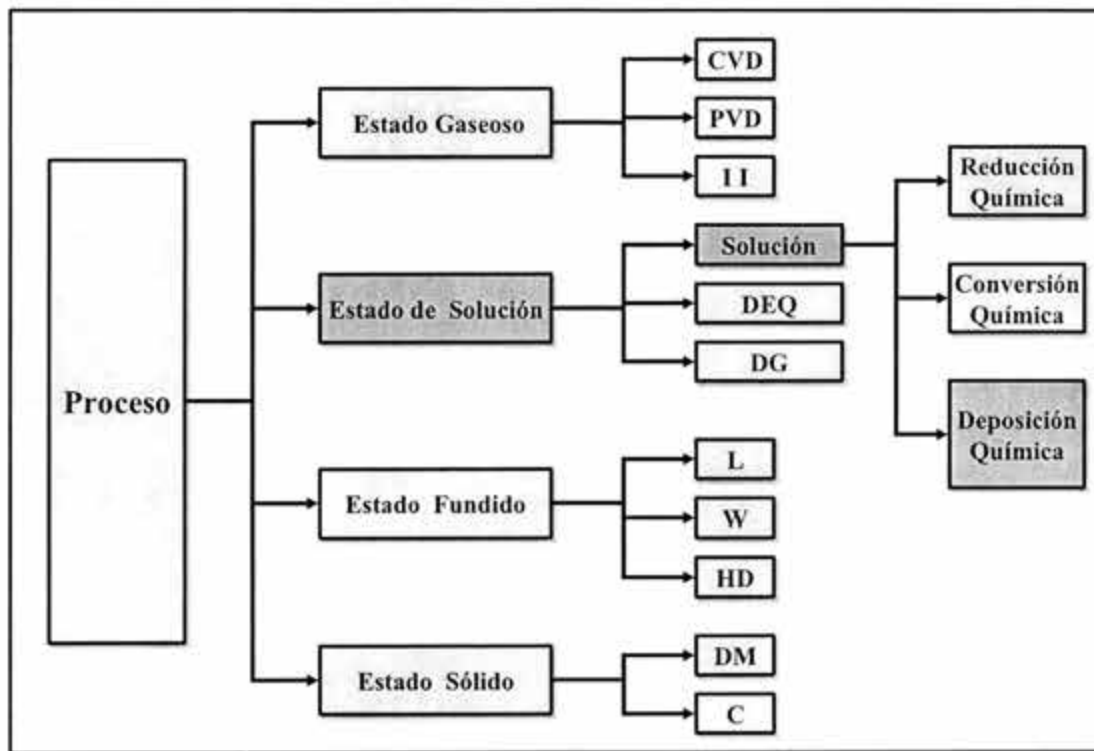 Proceso
Estado Gaseoso
CVD
PVD
I I
Estado de Solución
Solución
DEQ
DG
Reducción
Química
Conversión
Química
Deposición
Química
Estado Fundido
L
W
HD
Estado Sólido
DM
C